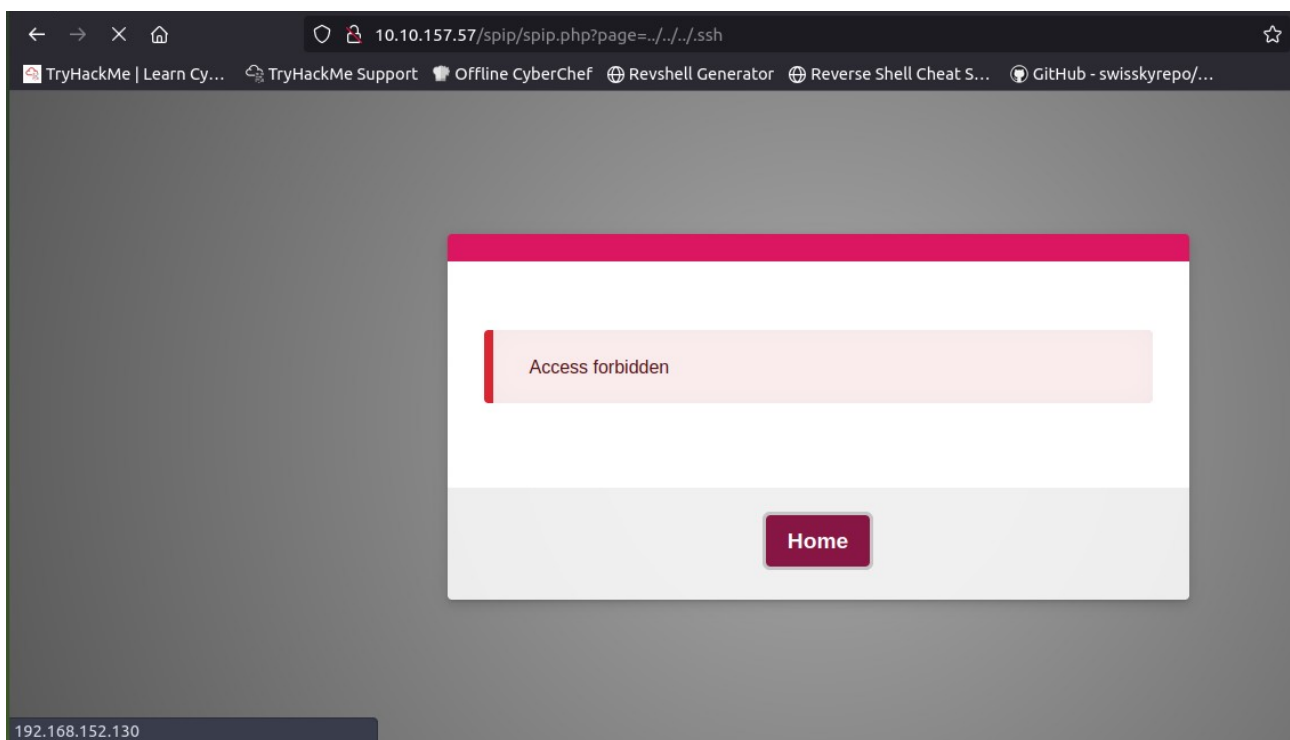 10.10.157.57/spip/spip.php?page=../../../.ssh
TryHackMe | Learn Cy... TryHackMe Support Offline CyberChef Revshell Generator Reverse Shell Cheat S... GitHub - swisskyrepo/...
Access forbidden
Home
192.168.152.130